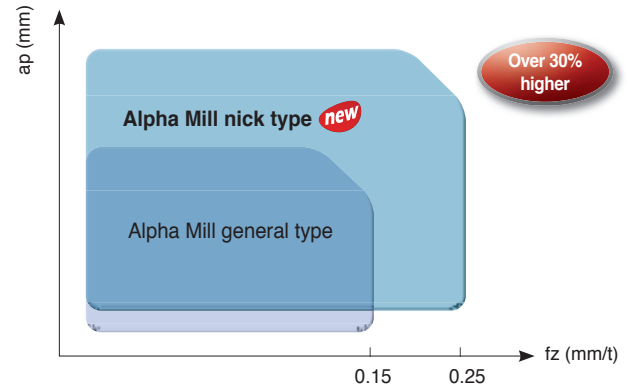 ap (mm)
Over 30%
higher
Alpha Mill nick type new
Alpha Mill general type
fz (mm/t)
0.15 0.25